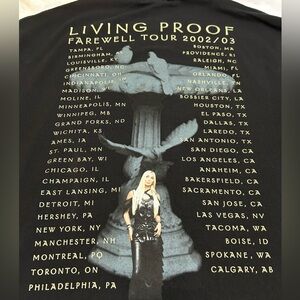 LIVING PROOF
FAREWELL TOUR 2002/03
TAMPA, FL
BIRMINGHAM,
LOUISVILLE, KY
GREENSBORO, NC
CINCINNATI, OH
INDIANAPOLIS, IN
MADISON, WI
MOLINE, IL
MINNEAPOLIS, MN
WINNIPEG, MB
GRAND FORKS, ND
WICHITA, KS
AMES, IA
ST. PAUL, MN
GREEN BAY, WI
CHICAGO, IL
CHAMPAIGN, IL
EAST LANSING, MI
DETROIT, MI
HERSHEY, PA
NEW YORK, NY
MANCHESTER, NH
MONTREAL, PQ
TORONTO, ON
PHILADELPHIA, PA
BOSTON, MA
PROVIDENCE, RI
RALEIGH, NC
MIAMI, FL
ORLANDO, FL
NASHVILLE,
NEW ORLEANS, LA
BOSSIER CITY, LA
HOUSTON, TX
EL PASO, TX
DALLAS, TX
LAREDO, TX
SAN ANTONIO, TX
SAN DIEGO, CA
LOS ANGELES, CA
ANAHEIM, CA
BAKERSFIELD, CA
SACRAMENTO, CA
SAN JOSE, CA
LAS VEGAS, NV
TACOMA, WA
BOISE, ID
SPOKANE, WA
CALGARY, AB